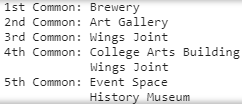 1st Common: Brewery
2nd Common: Art Gallery
3rd Common: Wings Joint
4th Common: College Arts Building
Wings Joint
5th Common: Event Space
History Museum